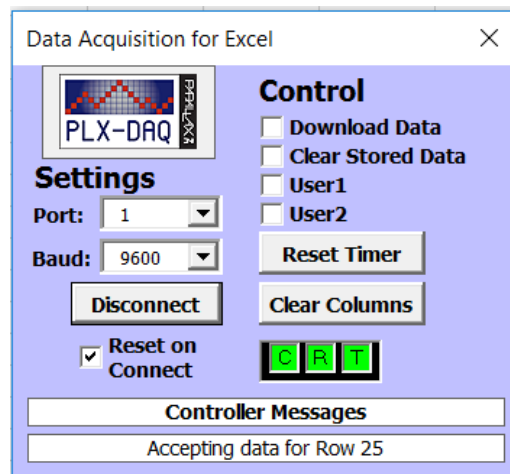 Data Acquisition for Excel
PLX-DAQ
PARALLAX
Settings
Port: 1
Baud: 9600
Disconnect
Reset on
Connect
Control
Download Data
Clear Stored Data
User1
User2
Reset Timer
Clear Columns
C R T
Controller Messages
Accepting data for Row 25